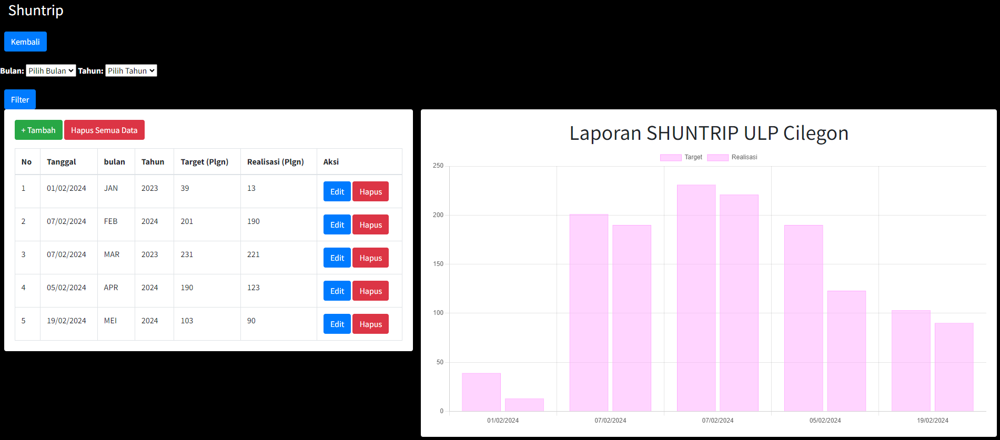 Shuntrip
Kembali
Bulan: Pilih Bulan Tahun: Pilih Tahun
Filter
+ Tambah Hapus Semua Data
No Tanggal bulan Tahun Target (Plgn) Realisasi (Plgn) Aksi
1 01/02/2024 JAN 2023 39 13 Edit Hapus
2 07/02/2024 FEB 2024 201 190 Edit Hapus
3 07/02/2024 MAR 2023 231 221 Edit Hapus
4 05/02/2024 APR 2024 190 123 Edit Hapus
5 19/02/2024 MEI 2024 103 90 Edit Hapus
Laporan SHUNTRIP ULP Cilegon
Target Realisasi
250
200
150
100
50
0
01/02/2024 07/02/2024 07/02/2024 05/02/2024 19/02/2024